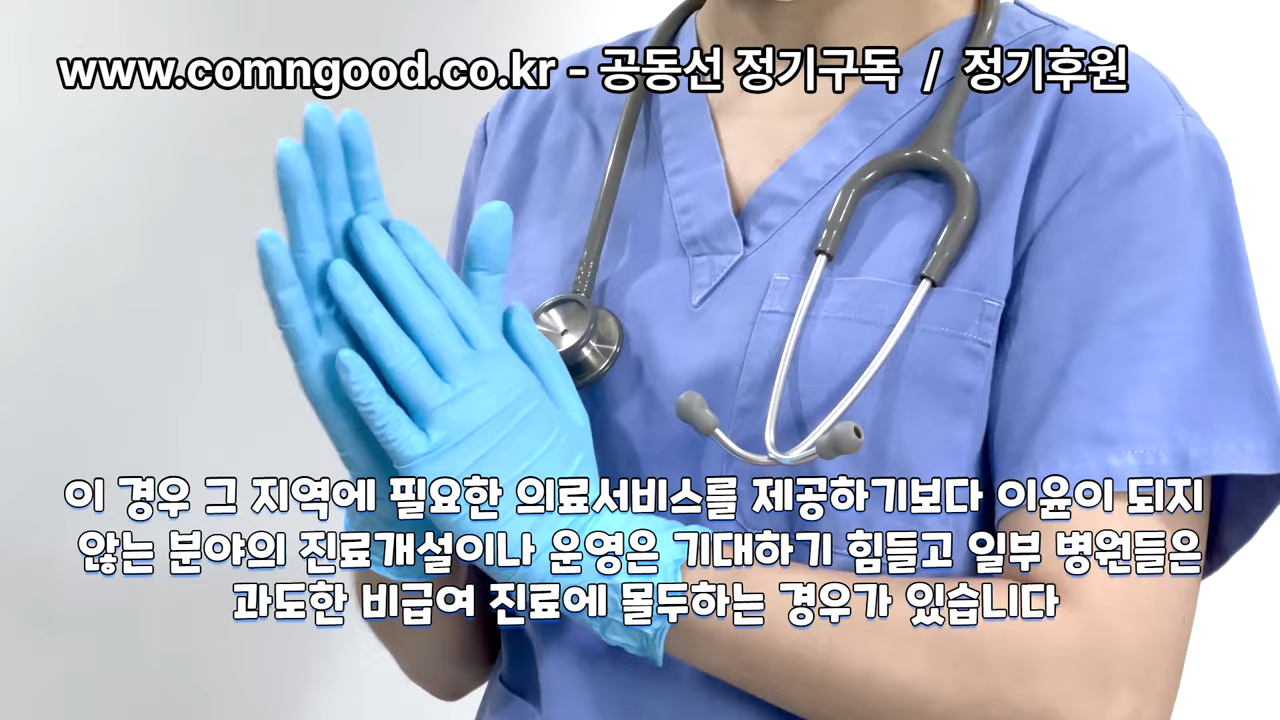 www.comngood.co.kr - 공동선 정기구독 / 정기후원
이 경우 그 지역에 필요한 의료서비스를 제공하기보다 이윤이 되지
않는 분야의 진료개설이나 운영은 기대하기 힘들고 일부 병원들은
과도한 비급여 진료에 몰두하는 경우가 있습니다